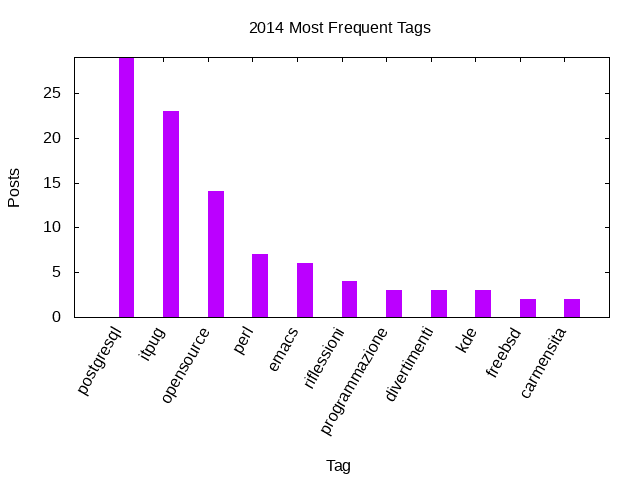 2014 Most Frequent Tags
Posts
25
20
15
10
5
0
postgresql
itpug
opensource
perl
emacs
riflessioni
programmazione
divertimenti
kde
freebsd
carmensita
Tag